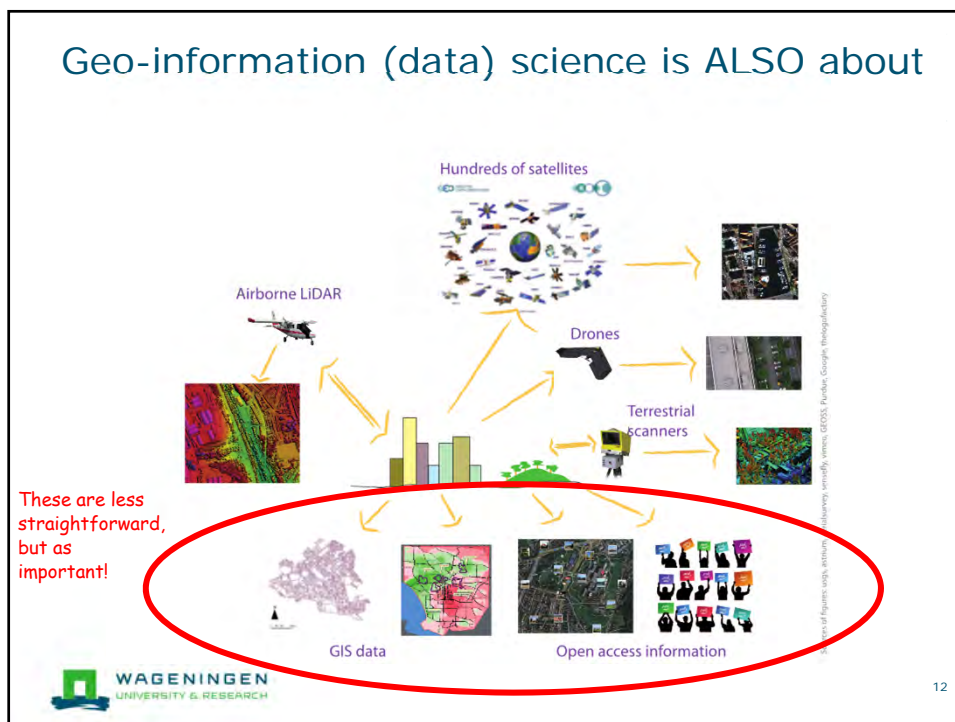 Geo-information (data) science is ALSO about
Hundreds of satellites
Airborne LiDAR
Drones
Terrestrial
scanners
These are less
straightforward,
but as
important!
GIS data
Open access information
WAGENINGEN
UNIVERSITY & RESEARCH
12